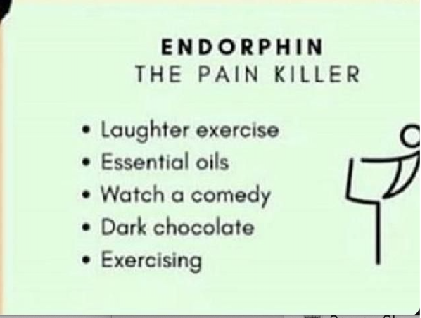 ENDORPHIN
THE PAIN KILLER
• Laughter exercise
• Essential oils
• Watch a comedy
• Dark chocolate
• Exercising